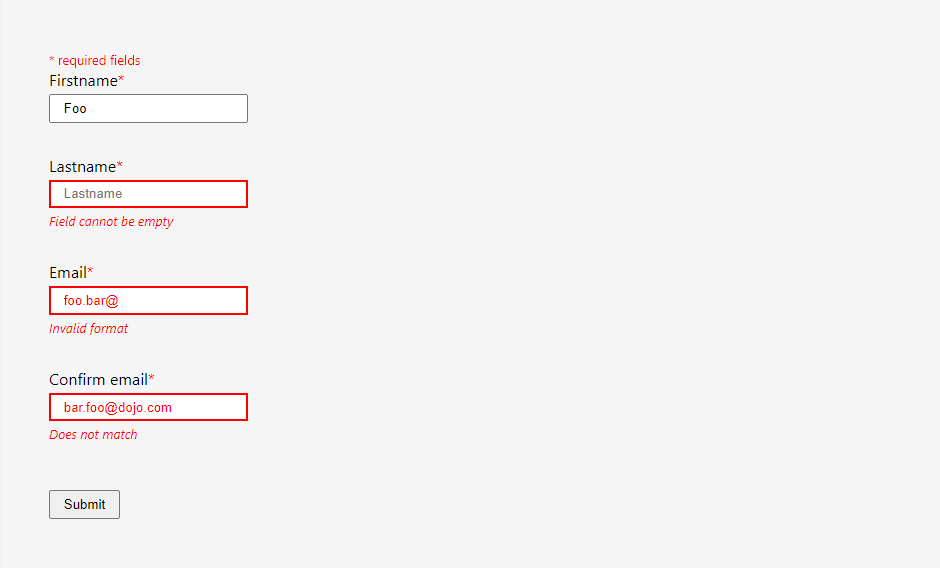 * required fields
Firstname*
Foo
Lastname*
Lastname
Field cannot be empty
Email*
foo.bar@
Invalid format
Confirm email*
bar.foo@dojo.com
Does not match
Submit